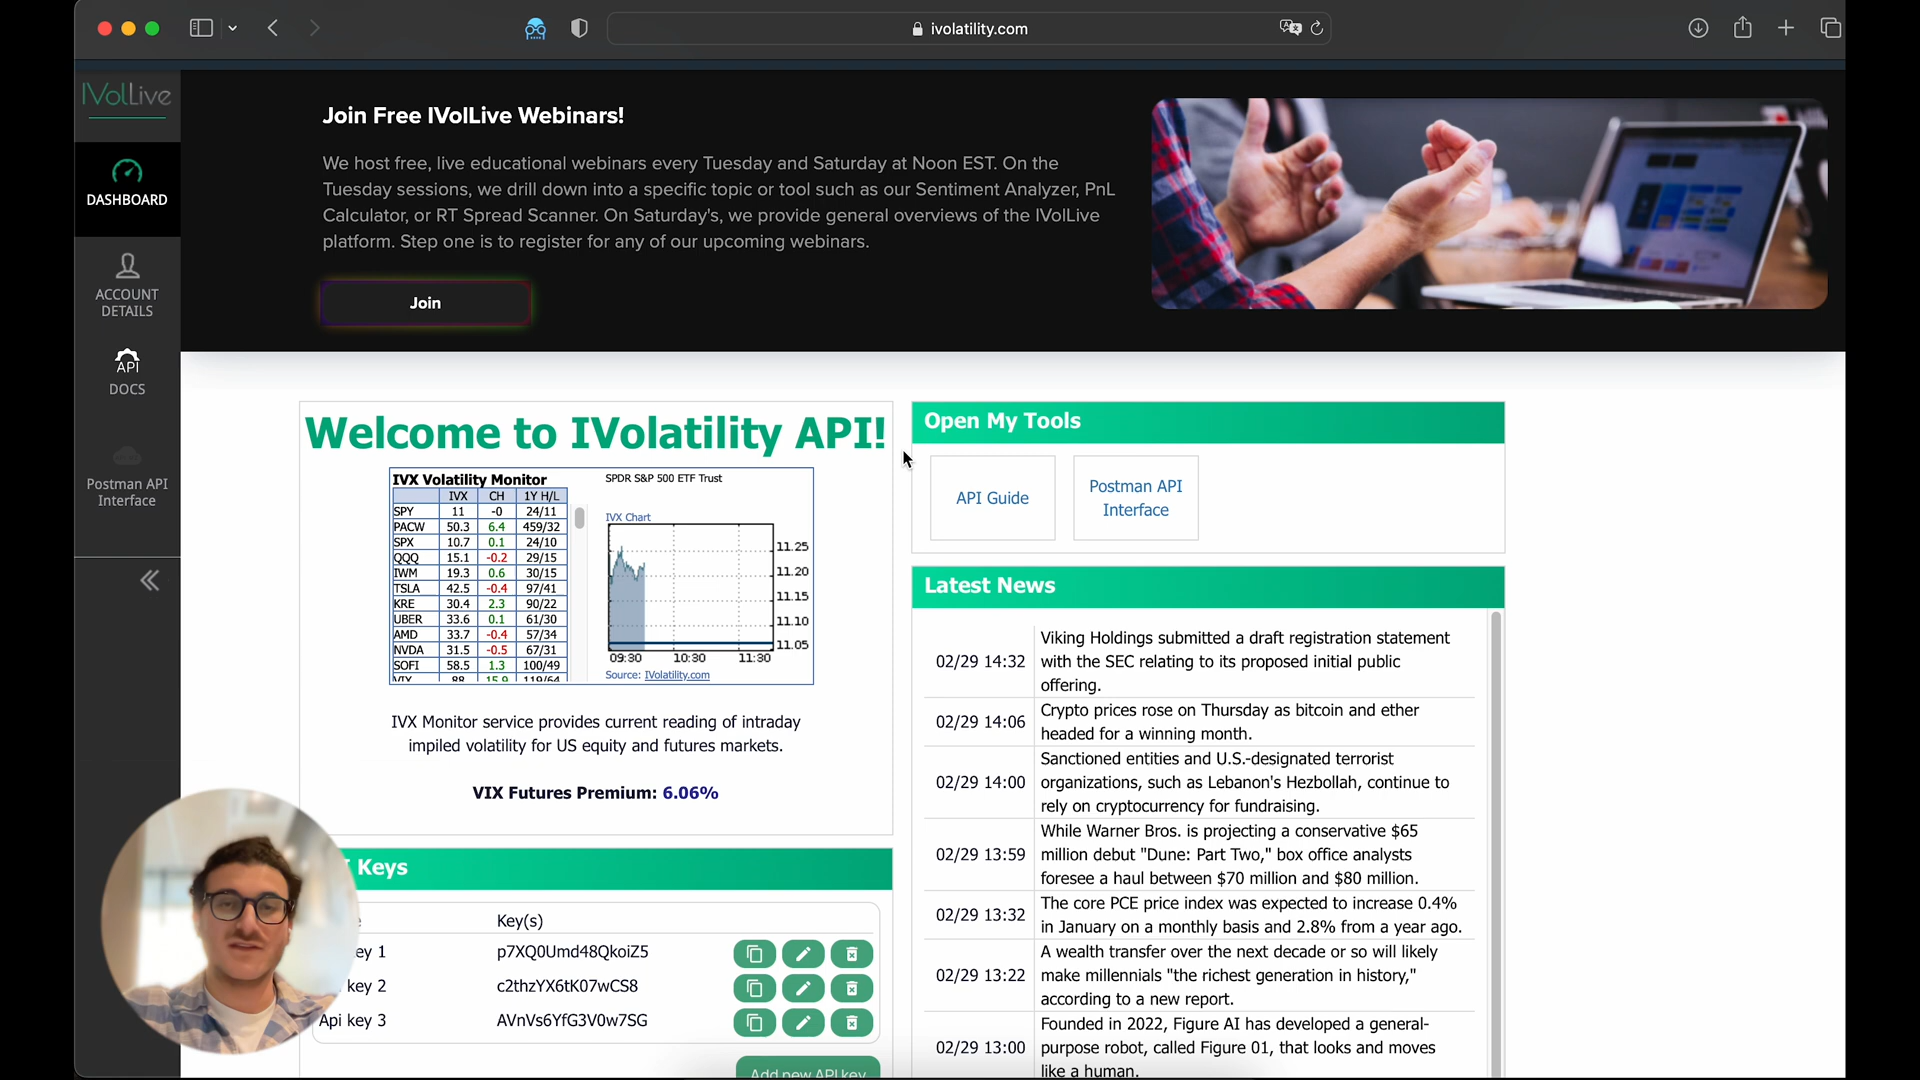 ivolatility.com
IVolLive
Join Free IVolLive Webinars!
We host free, live educational webinars every Tuesday and Saturday at Noon EST. On the
Tuesday sessions, we drill down into a specific topic or tool such as our Sentiment Analyzer, PnL
Calculator, or RT Spread Scanner. On Saturday's, we provide general overviews of the IVolLive
platform. Step one is to register for any of our upcoming webinars.
Join
DASHBOARD
ACCOUNT
DETAILS
API
DOCS
Postman API
Interface
Welcome to IVolatility API!
IVX Volatility Monitor
IVX CH 1Y H/L
SPY 11 -0 24/11
PACW 50.3 6.4 459/32
SPX 10.7 0.1 24/10
QQQ 15.1 -0.2 29/15
IWM 19.3 0.6 30/15
TSLA 42.5 -0.4 97/41
KRE 30.4 2.3 90/22
UBER 33.6 0.1 61/30
AMD 33.7 -0.4 57/34
NVDA 31.5 -0.5 67/31
SOFI 58.5 1.3 100/49
VIX 88 15.9 119/64
SPDR S&P 500 ETF Trust
IVX Chart
11.25
11.20
11.15
11.10
11.05
09:30 10:30 11:30
Source: IVolatility.com
IVX Monitor service provides current reading of intraday
impiled volatility for US equity and futures markets.
VIX Futures Premium: 6.06%
Keys
Key(s)
ey 1 p7XQ0Umd48QkoiZ5
key 2 c2thzYX6tK07wCS8
Api key 3 AVnVs6YfG3V0w7SG
Add new API key
Open My Tools
API Guide
Postman API
Interface
Latest News
02/29 14:32 Viking Holdings submitted a draft registration statement
with the SEC relating to its proposed initial public
offering.
02/29 14:06 Crypto prices rose on Thursday as bitcoin and ether
headed for a winning month.
02/29 14:00 Sanctioned entities and U.S.-designated terrorist
organizations, such as Lebanon's Hezbollah, continue to
rely on cryptocurrency for fundraising.
02/29 13:59 While Warner Bros. is projecting a conservative $65
million debut "Dune: Part Two," box office analysts
foresee a haul between $70 million and $80 million.
02/29 13:32 The core PCE price index was expected to increase 0.4%
in January on a monthly basis and 2.8% from a year ago.
02/29 13:22 A wealth transfer over the next decade or so will likely
make millennials "the richest generation in history,"
according to a new report.
02/29 13:00 Founded in 2022, Figure AI has developed a general-
purpose robot, called Figure 01, that looks and moves
like a human.